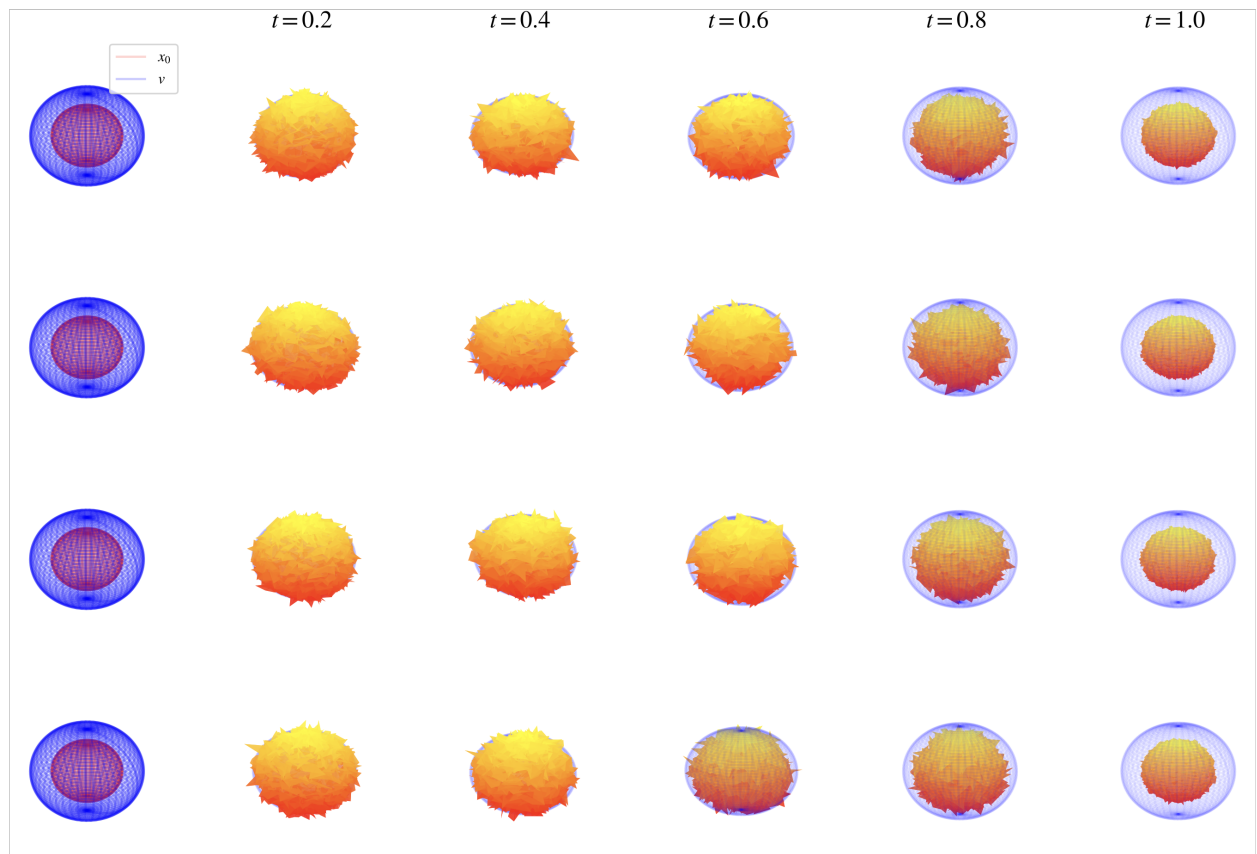 t = 0.2 t = 0.4 t = 0.6 t = 0.8 t = 1.0
x₀
v